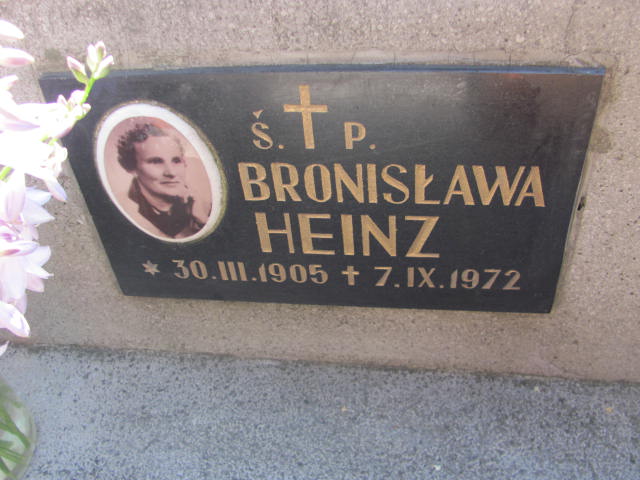 Ś. † P.
BRONISŁAWA
HEINZ
* 30.III.1905 † 7.IX.1972